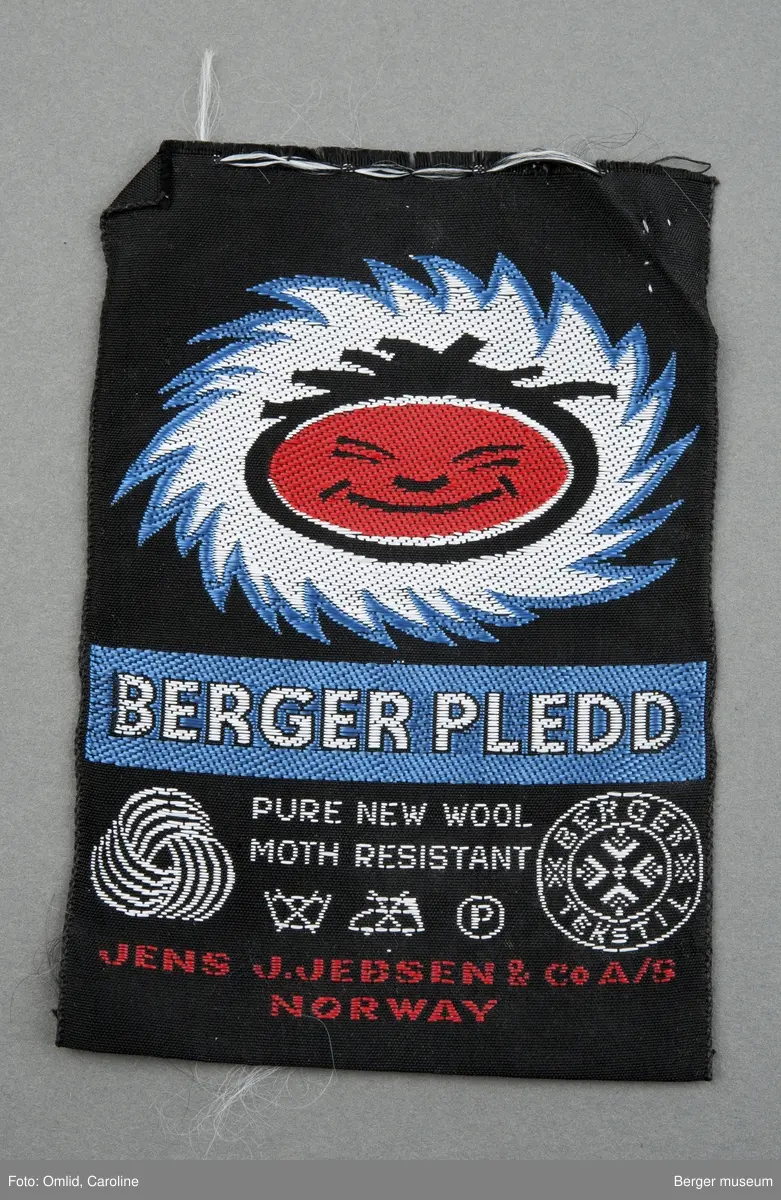 BERGER PLEDD
PURE NEW WOOL
MOTH RESISTANT
P
BERGER
TEKSTIL
JENS J. JEBSEN & Co A/S
NORWAY
Foto: Omlid, Caroline
Berger museum